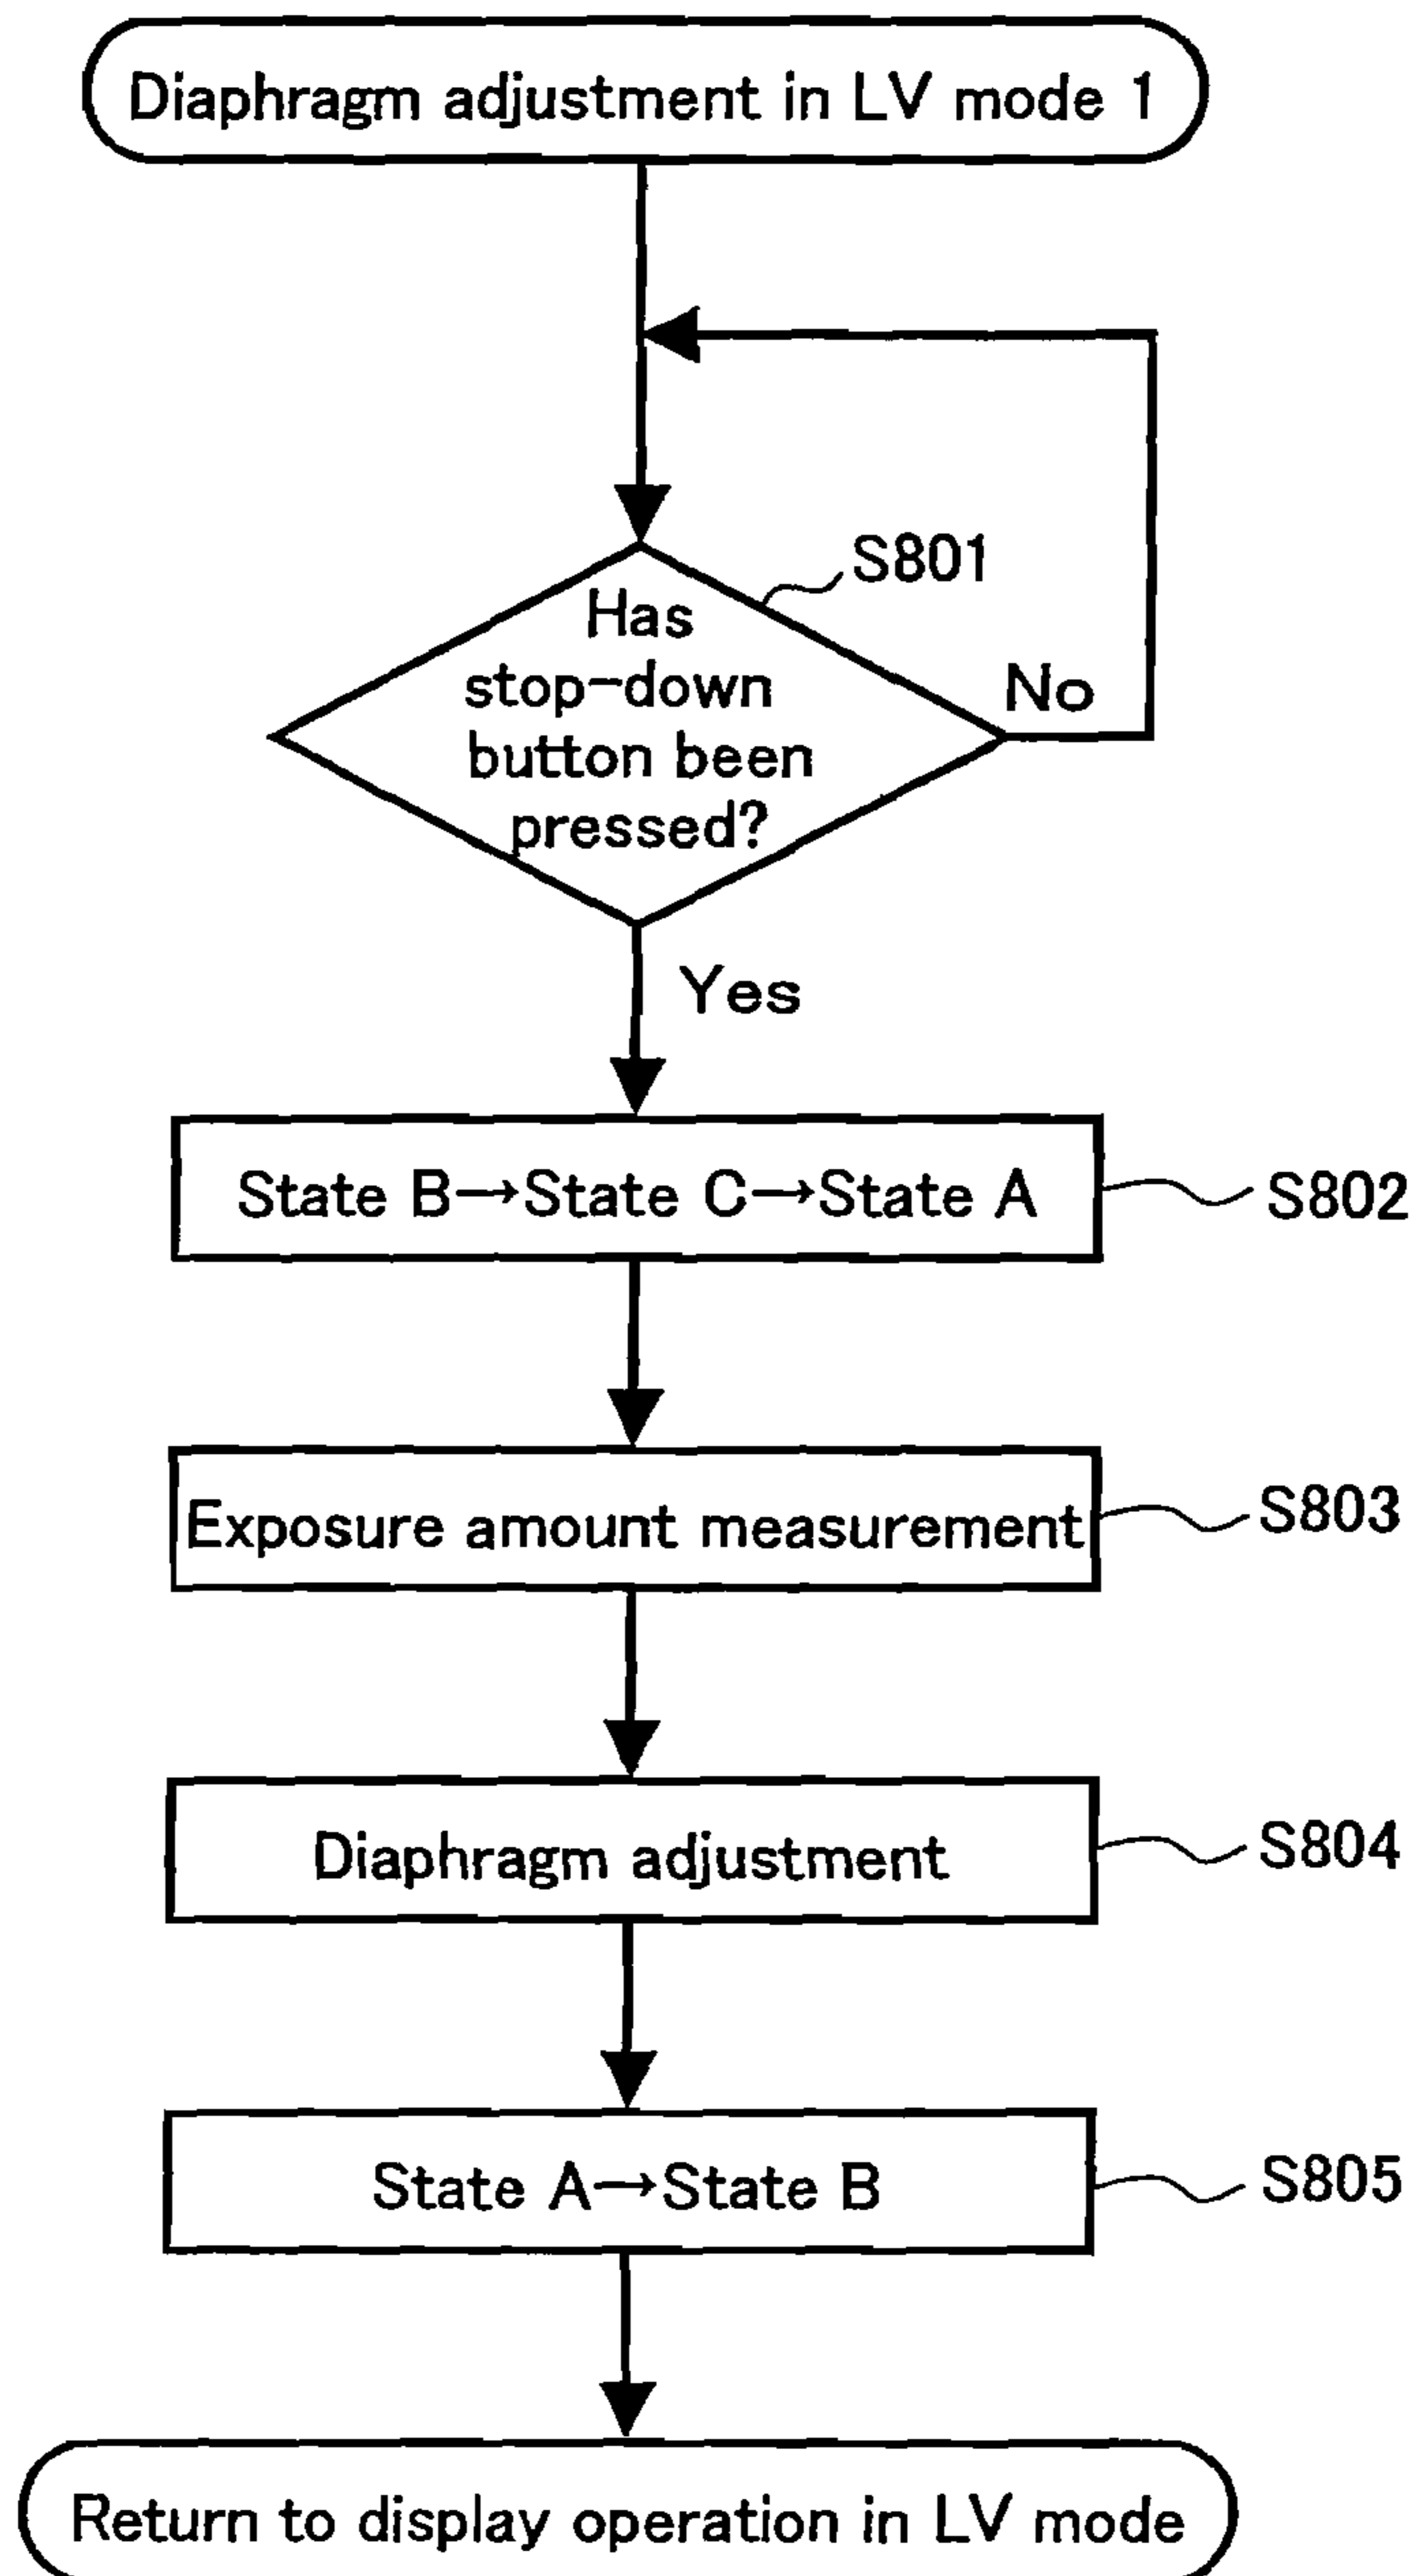 Diaphragm adjustment in LV mode 1
S801
Has
stop-down
button been
pressed?
No
Yes
State B→State C→State A
S802
Exposure amount measurement
S803
Diaphragm adjustment
S804
State A→State B
S805
Return to display operation in LV mode